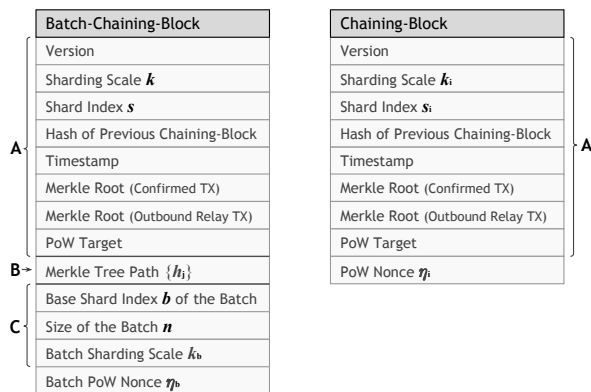 Batch-Chaining-Block
Version
Sharding Scale k
Shard Index s
Hash of Previous Chaining-Block
Timestamp
Merkle Root (Confirmed TX)
Merkle Root (Outbound Relay TX)
PoW Target
Merkle Tree Path {hj}
Base Shard Index b of the Batch
Size of the Batch n
Batch Sharding Scale kb
Batch PoW Nonce ηb
A
B
C
Chaining-Block
Version
Sharding Scale ki
Shard Index si
Hash of Previous Chaining-Block
Timestamp
Merkle Root (Confirmed TX)
Merkle Root (Outbound Relay TX)
PoW Target
PoW Nonce ηi
A